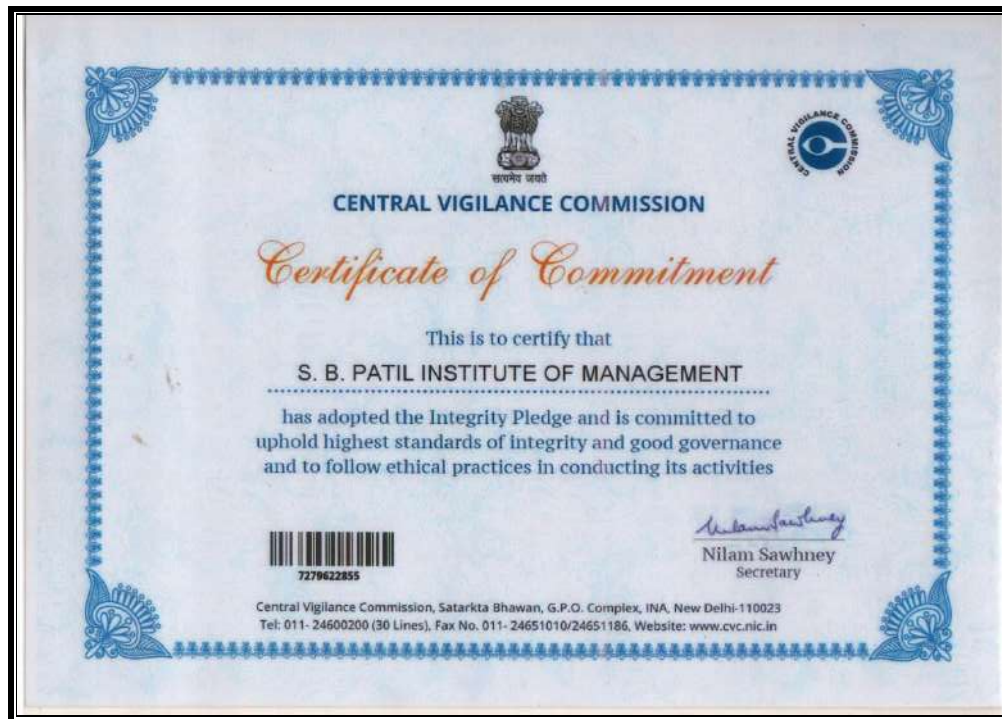 सत्यमेव जयते
CENTRAL VIGILANCE COMMISSION
CENTRAL VIGILANCE COMMISSION
Certificate of Commitment
This is to certify that
S. B. PATIL INSTITUTE OF MANAGEMENT
has adopted the Integrity Pledge and is committed to
uphold highest standards of integrity and good governance
and to follow ethical practices in conducting its activities
Nilam Sawhney
Nilam Sawhney
Secretary
7279622855
Central Vigilance Commission, Satarkta Bhawan, G.P.O. Complex, INA, New Delhi-110023
Tel: 011- 24600200 (30 Lines), Fax No. 011- 24651010/24651186, Website: www.cvc.nic.in